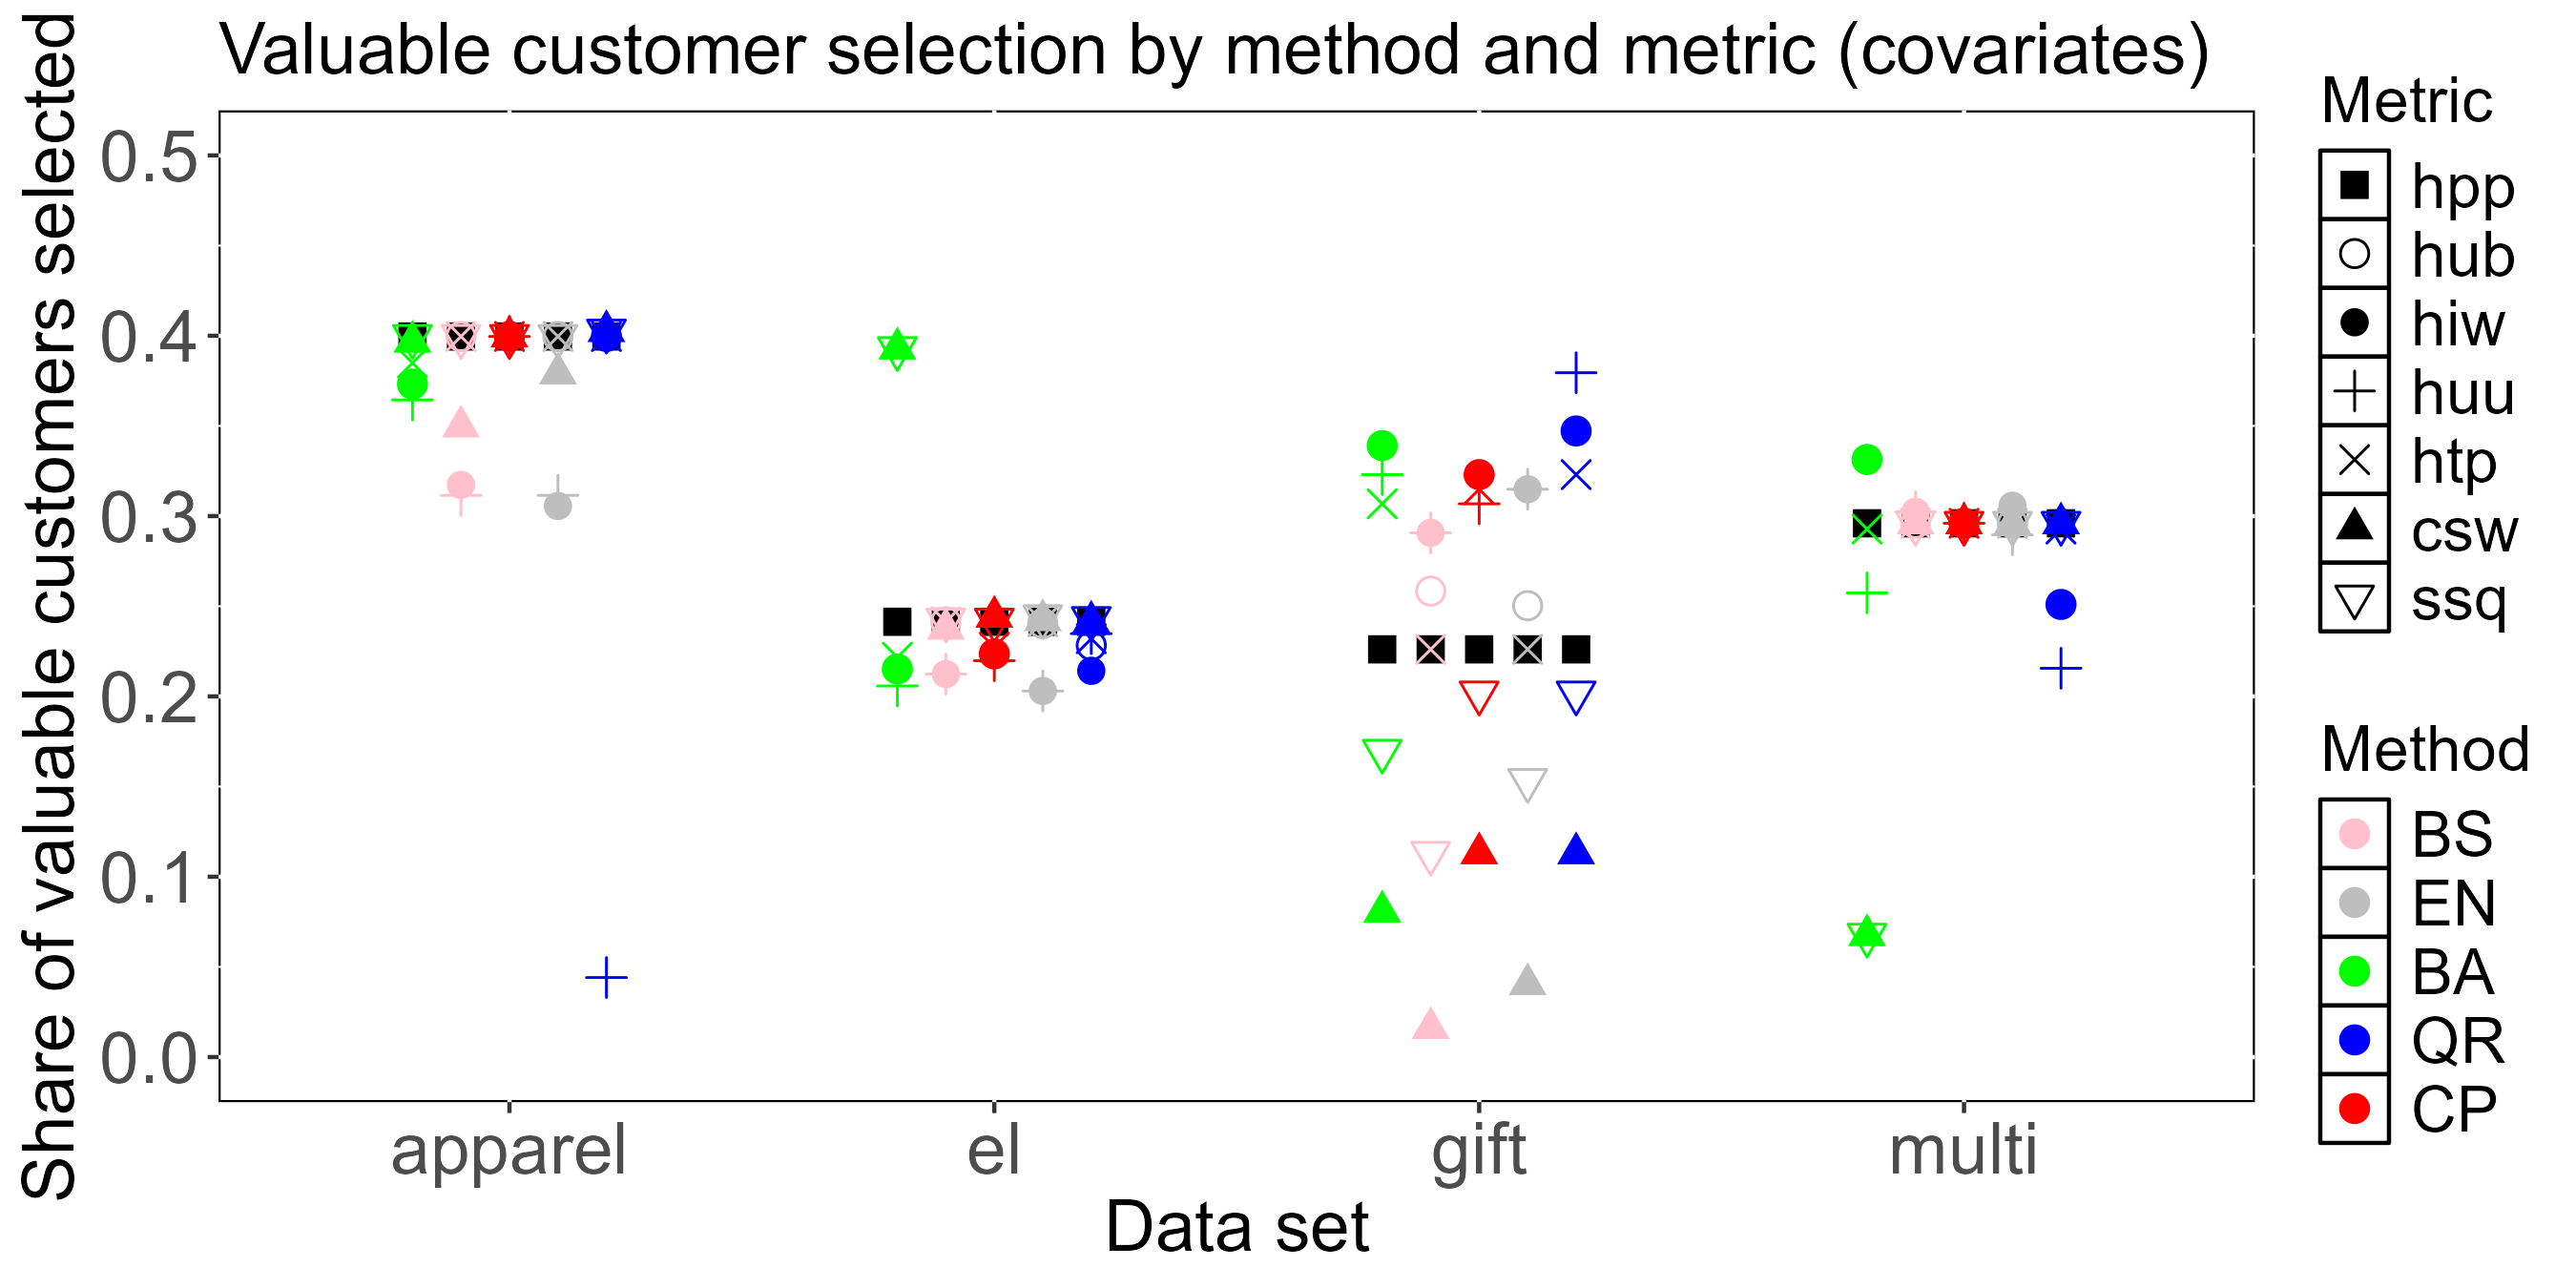 Valuable customer selection by method and metric (covariates)
Share of valuable customers selected
0.5
0.4
0.3
0.2
0.1
0.0
apparel
el
gift
multi
Data set
Metric
hpp
hub
hiw
huu
htp
csw
ssq
Method
BS
EN
BA
QR
CP